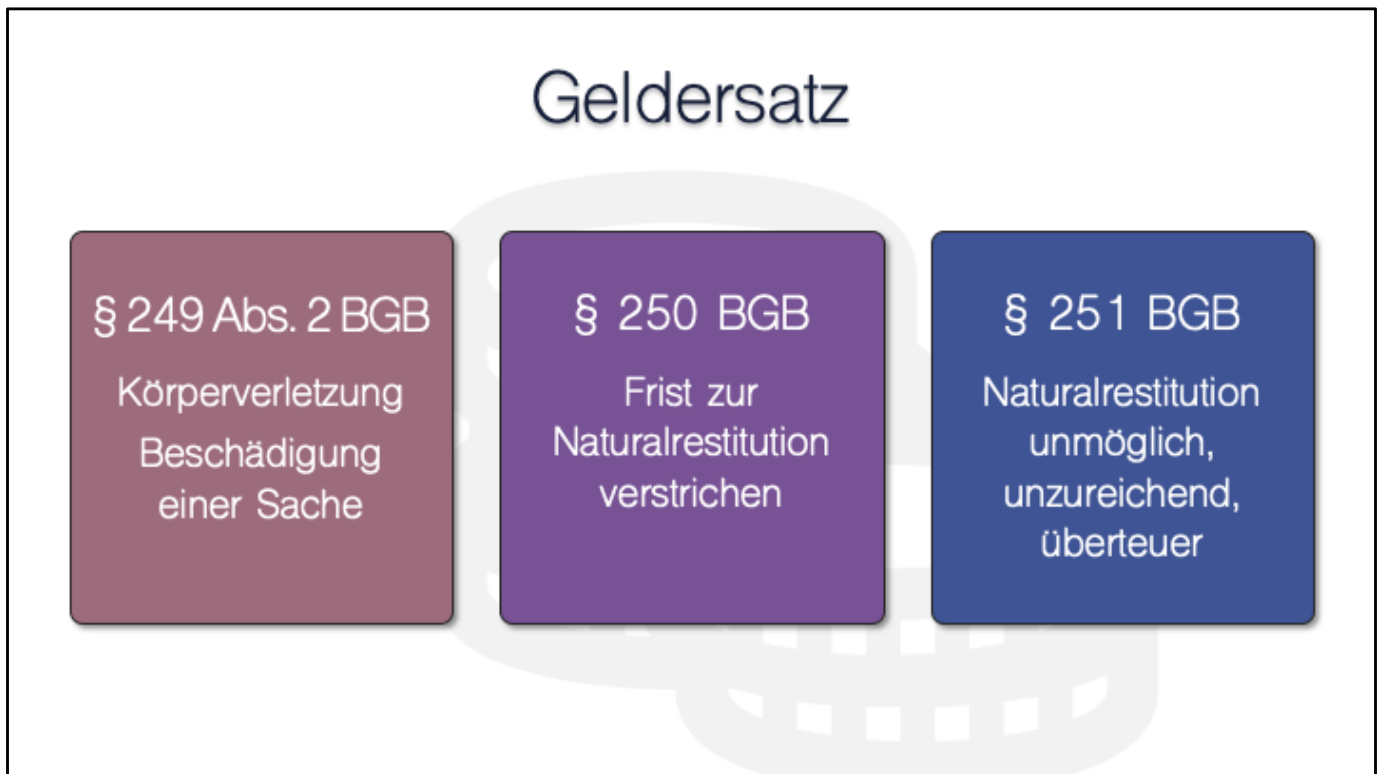 Geldersatz
§ 249 Abs. 2 BGB
Körperverletzung
Beschädigung
einer Sache
§ 250 BGB
Frist zur
Naturalrestitution
verstrichen
§ 251 BGB
Naturalrestitution
unmöglich,
unzureichend,
überteuer